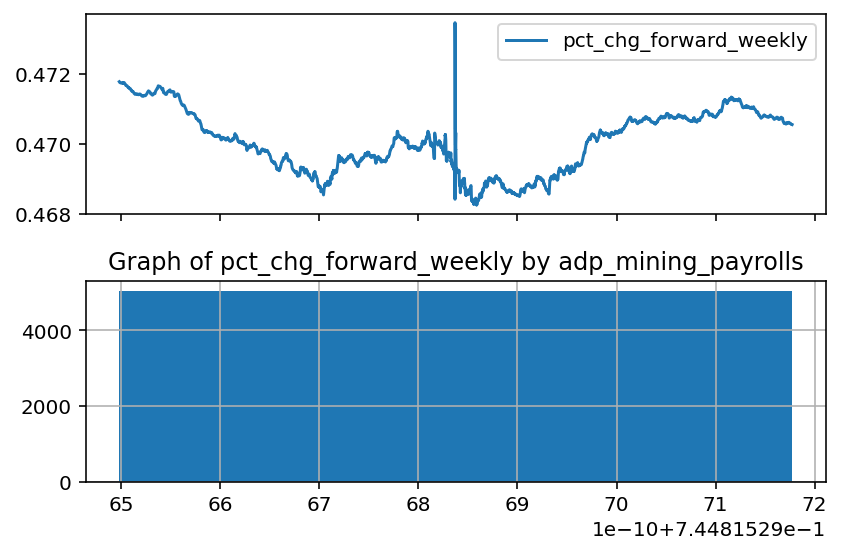 pct_chg_forward_weekly
0.472
0.470
0.468
Graph of pct_chg_forward_weekly by adp_mining_payrolls
4000
2000
0
65 66 67 68 69 70 71 72
1e−10+7.4481529e−1